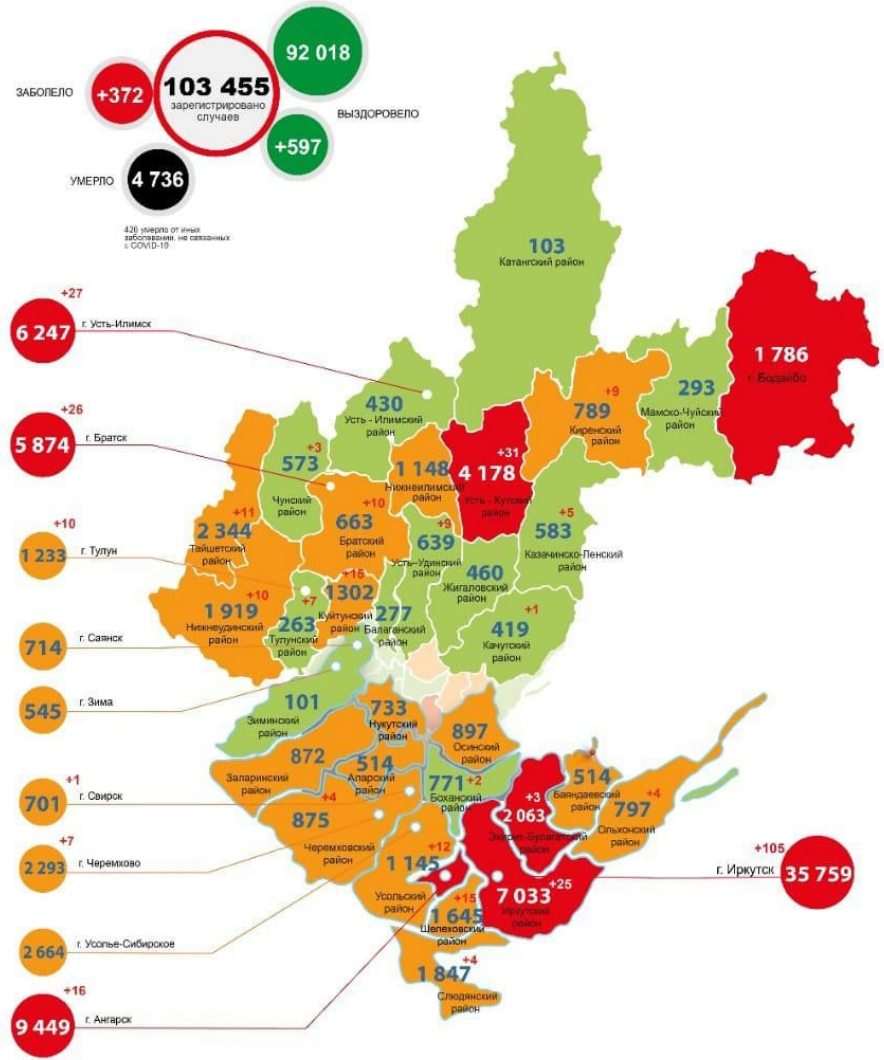 92 018
ЗАБОЛЕЛО
+372
103 455
зарегистрировано
случаев
ВЫЗДОРОВЕЛО
+597
УМЕРЛО
4 736
426 умерло от иных
заболеваний, не связанных
с COVID-19
103
Катангский район
+27
6 247
г. Усть-Илимск
1 786
г. Бодайбо
293
Мамско-Чуйский
район
+9
789
Киренский
район
430
Усть - Илимский
район
+26
5 874
г. Братск
+3
573
Чунский
район
1 148
Нижнеилимский
район
+31
4 178
Усть - Кутский
район
+11
2 344
Тайшетский
район
+10
663
Братский
район
+9
639
Усть-Удинский
район
+5
583
Казачинско-Ленский
район
+10
1 233
г. Тулун
460
Жигаловский
район
+10
1 919
Нижнеудинский
район
+7
263
Тулунский
район
+15
1302
Куйтунский
район
277
Балаганский
район
+1
419
Качугский
район
714
г. Саянск
545
г. Зима
101
Зиминский
район
733
Нукутский
район
897
Осинский
район
872
Заларинский
район
514
Аларский
район
771
+2
Боханский
район
514
Баяндаевский
район
+1
701
г. Свирск
+4
875
Черемховский
район
+3
2 063
Эхирит-Булагатский
район
+4
797
Ольхонский
район
+7
2 293
г. Черемхово
+12
1 145
Усольский
район
+105
г. Иркутск
35 759
7 033
+25
Иркутский
район
+15
1 645
Шелеховский
район
2 664
г. Усолье-Сибирское
+4
1 847
Слюдянский
район
+16
9 449
г. Ангарск